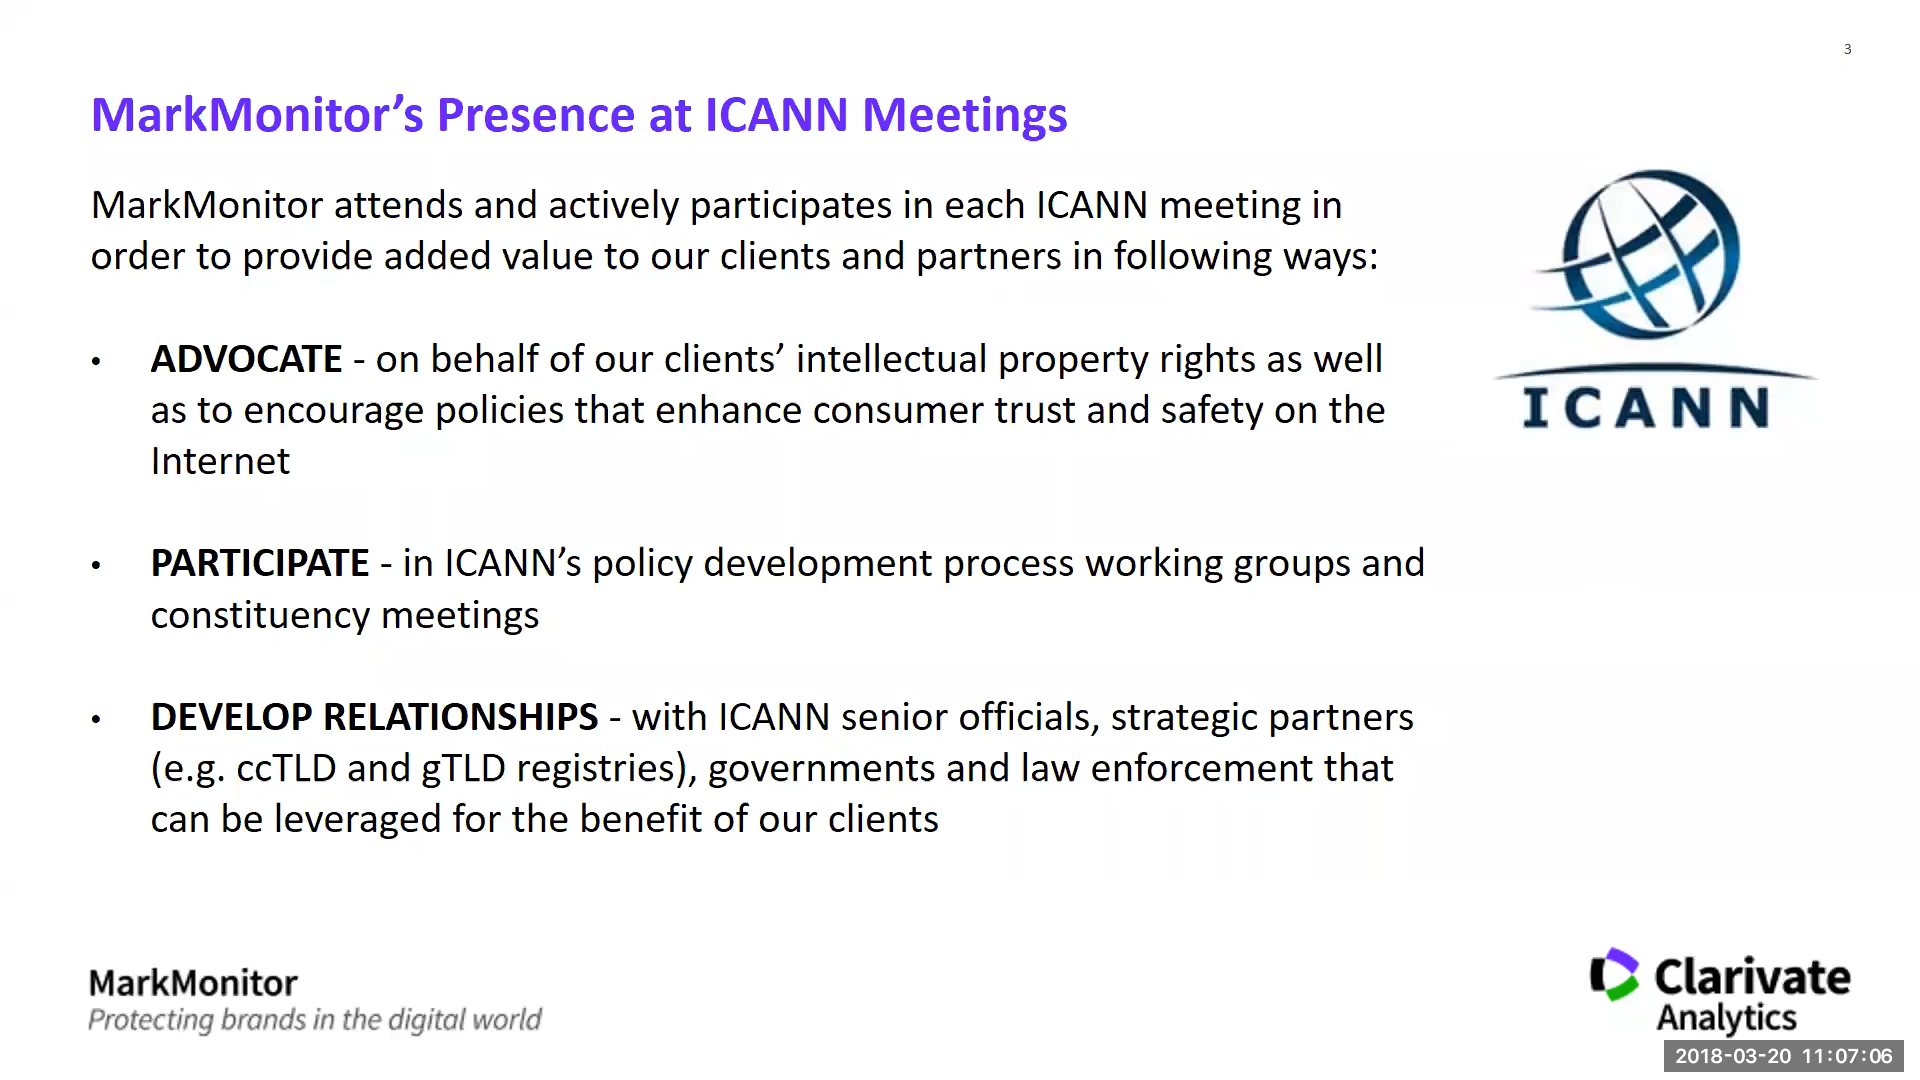 3
MarkMonitor’s Presence at ICANN Meetings
MarkMonitor attends and actively participates in each ICANN meeting in
order to provide added value to our clients and partners in following ways:
• ADVOCATE - on behalf of our clients’ intellectual property rights as well
as to encourage policies that enhance consumer trust and safety on the
Internet
• PARTICIPATE - in ICANN’s policy development process working groups and
constituency meetings
• DEVELOP RELATIONSHIPS - with ICANN senior officials, strategic partners
(e.g. ccTLD and gTLD registries), governments and law enforcement that
can be leveraged for the benefit of our clients
ICANN
MarkMonitor
Protecting brands in the digital world
Clarivate
Analytics
2018-03-20 11:07:06